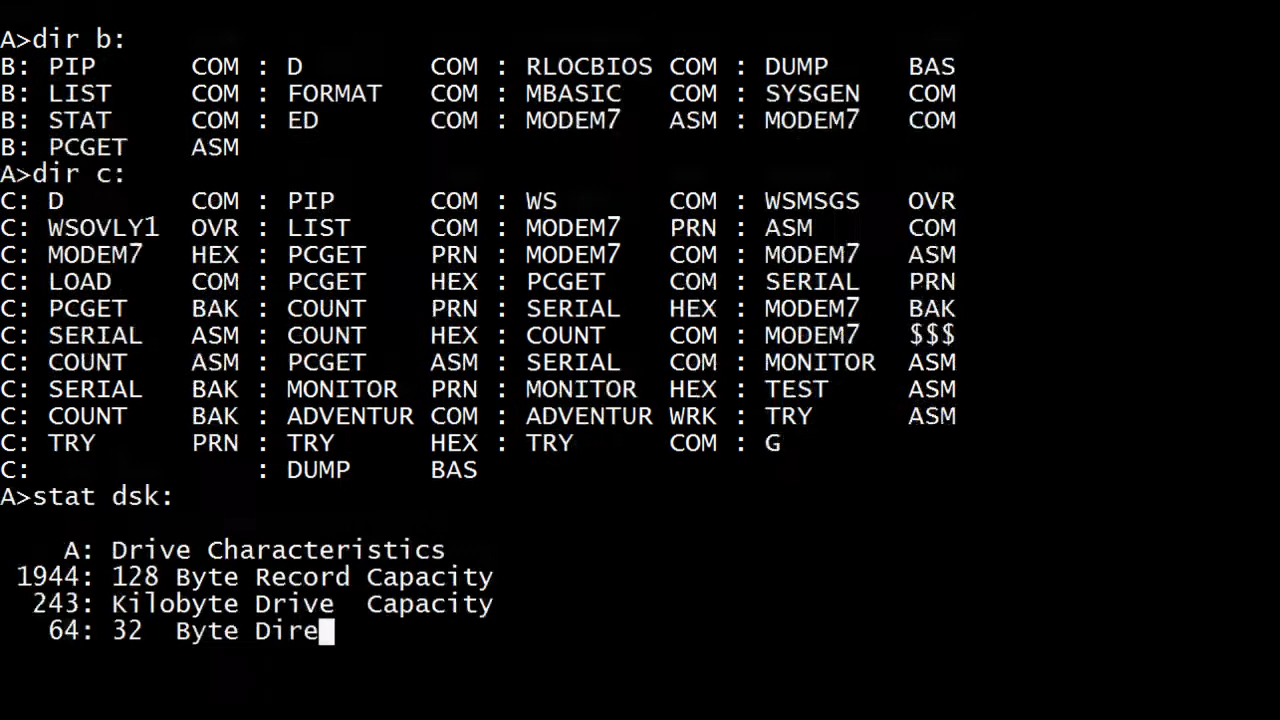 A>dir b:
B: PIP      COM : D        COM : RLOCBIOS COM : DUMP     BAS
B: LIST     COM : FORMAT   COM : MBASIC   COM : SYSGEN   COM
B: STAT     COM : ED       COM : MODEM7   ASM : MODEM7   COM
B: PCGET    ASM
A>dir c:
C: D        COM : PIP      COM : WS       COM : WSMSGS   OVR
C: WSOVLY1  OVR : LIST     COM : MODEM7   PRN : ASM      COM
C: MODEM7   HEX : PCGET    PRN : MODEM7   COM : MODEM7   ASM
C: LOAD     COM : PCGET    HEX : PCGET    COM : SERIAL   PRN
C: PCGET    BAK : COUNT    PRN : SERIAL   HEX : MODEM7   BAK
C: SERIAL   ASM : COUNT    HEX : COUNT    COM : MODEM7   $$$
C: COUNT    ASM : PCGET    ASM : SERIAL   COM : MONITOR  ASM
C: SERIAL   BAK : MONITOR  PRN : MONITOR  HEX : TEST     ASM
C: COUNT    BAK : ADVENTUR COM : ADVENTUR WRK : TRY      ASM
C: TRY      PRN : TRY      HEX : TRY      COM : G
C:              : DUMP     BAS
A>stat dsk:
    A: Drive Characteristics
 1944: 128 Byte Record Capacity
  243: Kilobyte Drive  Capacity
   64: 32  Byte Dire